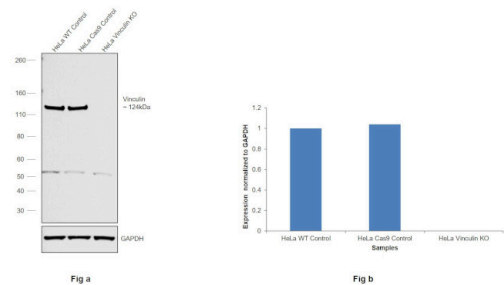 HeLa WT Control
HeLa Cas9 Control
HeLa Vinculin KO
260
160
110
80
60
50
40
30
Vinculin
~ 124kDa
GAPDH
Fig a
Expression normalized to GAPDH
1.2
1
0.8
0.6
0.4
0.2
0
HeLa WT Control
HeLa Cas9 Control
HeLa Vinculin KO
Samples
Fig b